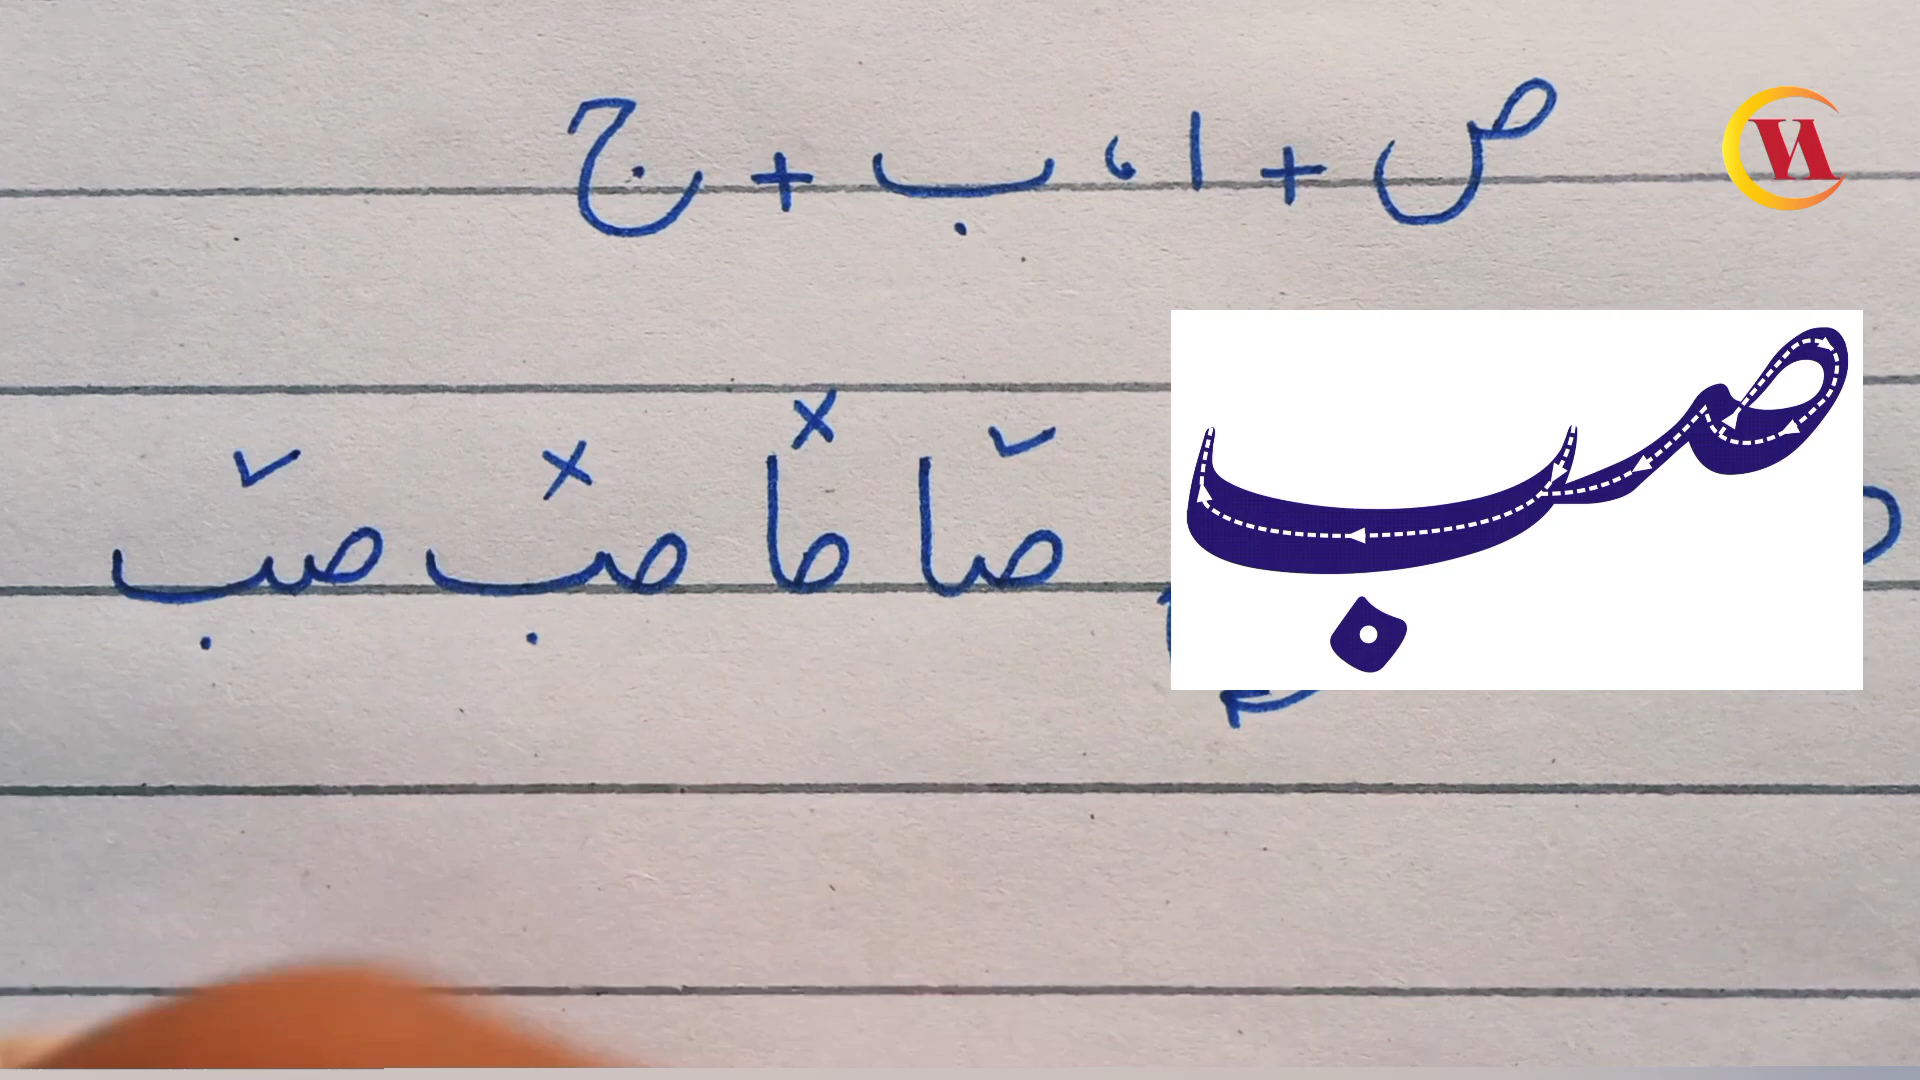 ص + ا ، ب + ج
صا صا صب صب
صب